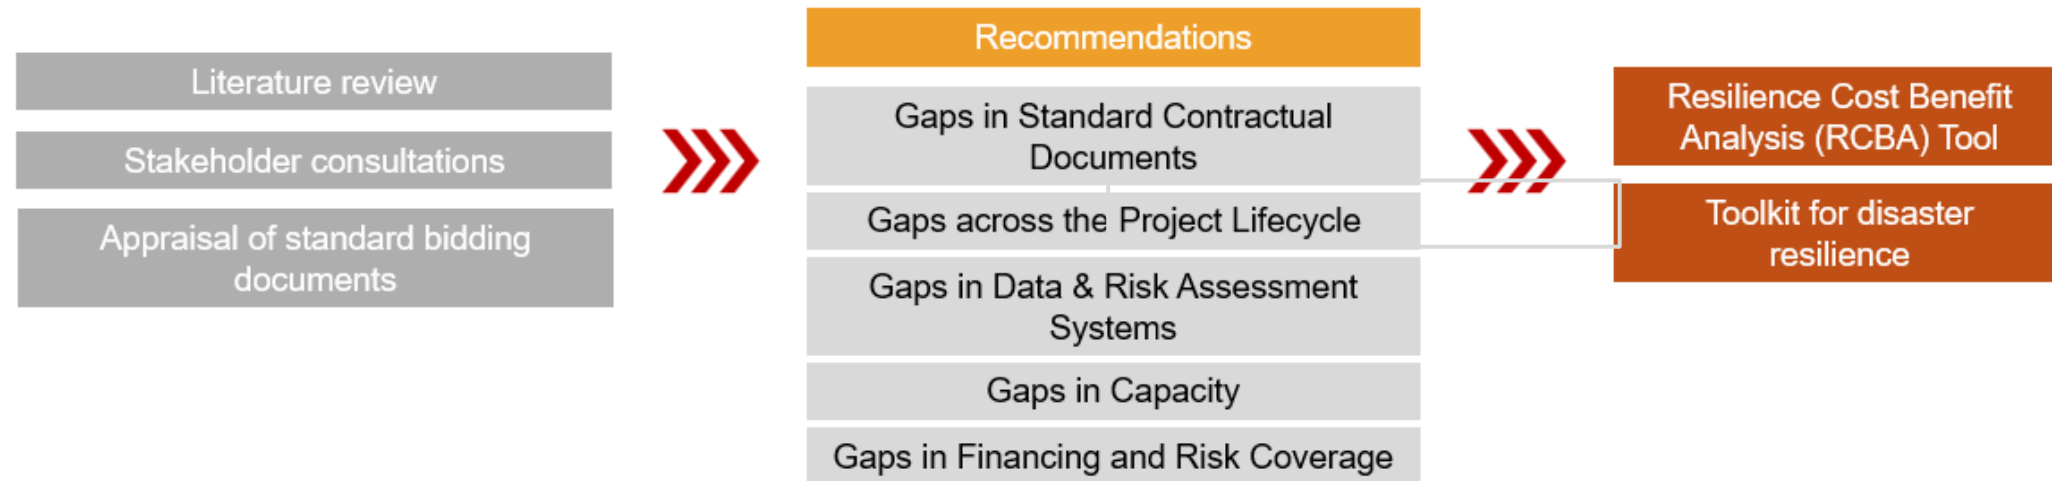 Literature review
Stakeholder consultations
Appraisal of standard bidding
documents
Recommendations
Gaps in Standard Contractual
Documents
Gaps across the Project Lifecycle
Gaps in Data & Risk Assessment
Systems
Gaps in Capacity
Gaps in Financing and Risk Coverage
Resilience Cost Benefit
Analysis (RCBA) Tool
Toolkit for disaster
resilience